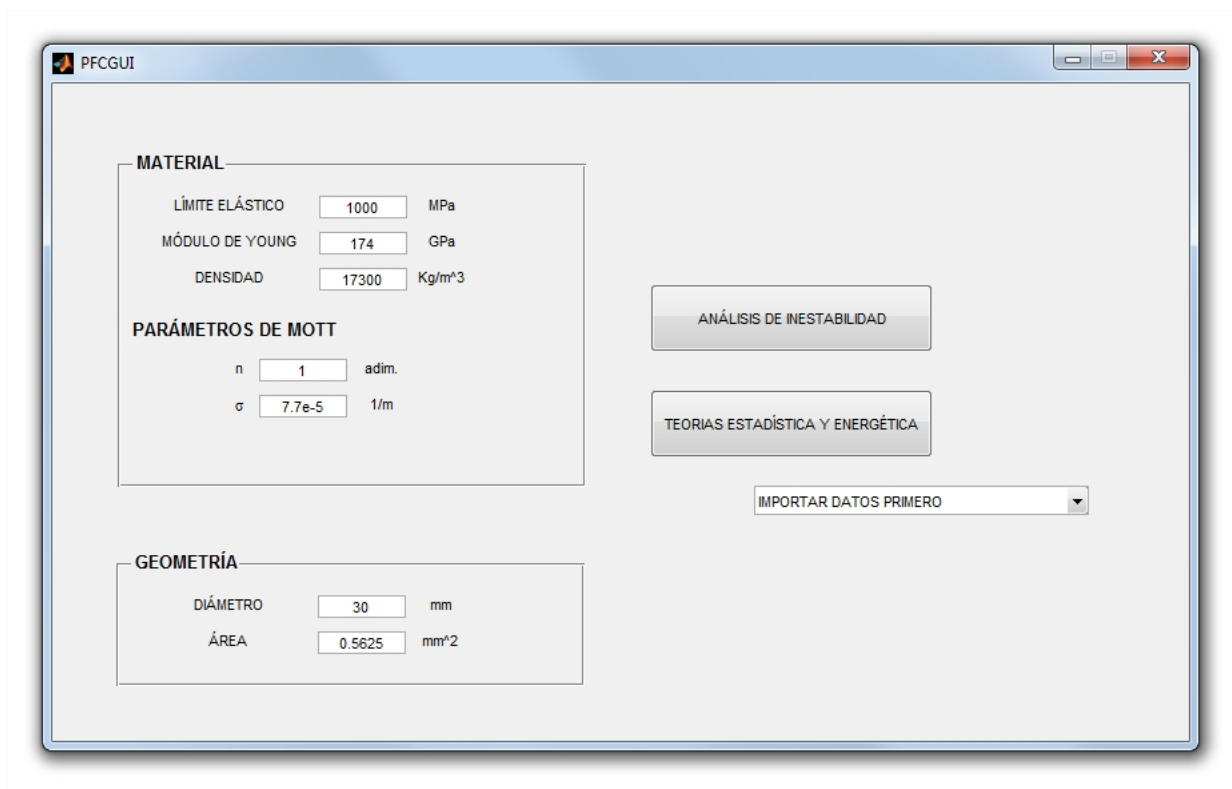 PFCGUI
MATERIAL
LÍMITE ELÁSTICO 1000 MPa
MÓDULO DE YOUNG 174 GPa
DENSIDAD 17300 Kg/m^3
PARÁMETROS DE MOTT
n 1 adim.
σ 7.7e-5 1/m
ANÁLISIS DE INESTABILIDAD
TEORIAS ESTADÍSTICA Y ENERGÉTICA
IMPORTAR DATOS PRIMERO
GEOMETRÍA
DIÁMETRO 30 mm
ÁREA 0.5625 mm^2